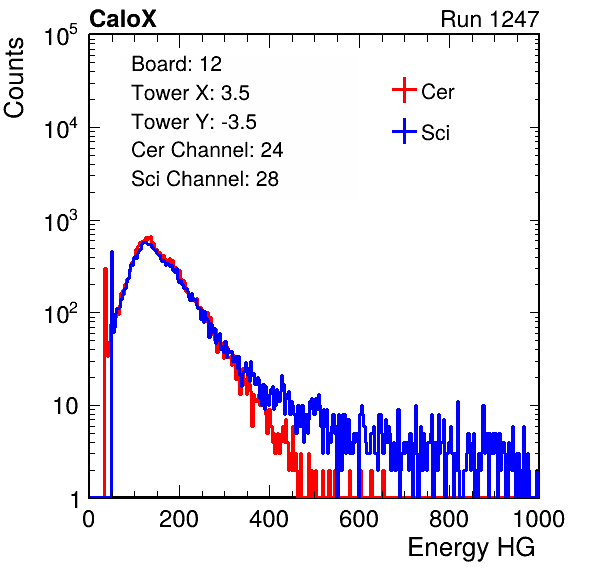 CaloX Run 1247
Counts
10^5
10^4
10^3
10^2
10
1
Board: 12
Tower X: 3.5
Tower Y: -3.5
Cer Channel: 24
Sci Channel: 28
Cer
Sci
0 200 400 600 800 1000
Energy HG